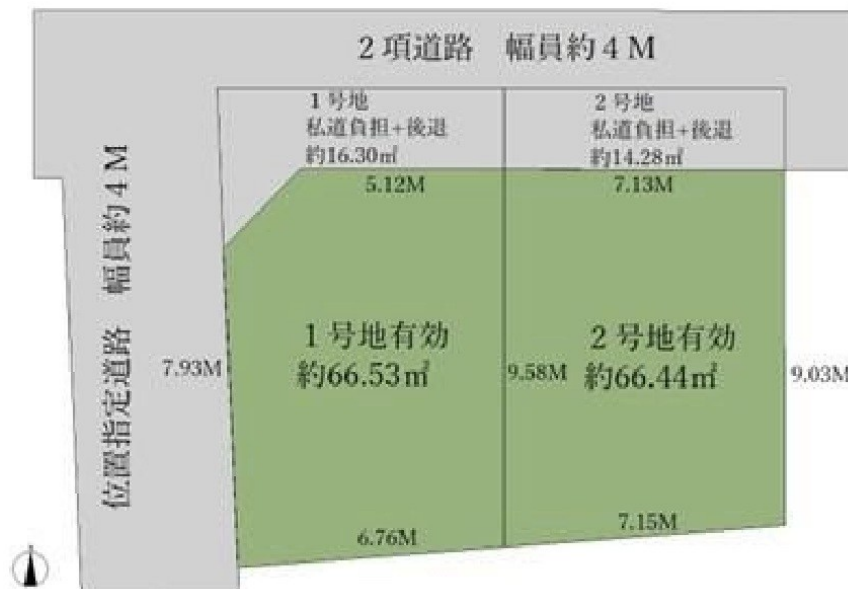 2項道路　幅員約4M
1号地
私道負担+後退
約16.30㎡
2号地
私道負担+後退
約14.28㎡
5.12M
7.13M
位置指定道路　幅員約4M
1号地有効
約66.53㎡
2号地有効
約66.44㎡
7.93M
9.58M
9.03M
6.76M
7.15M